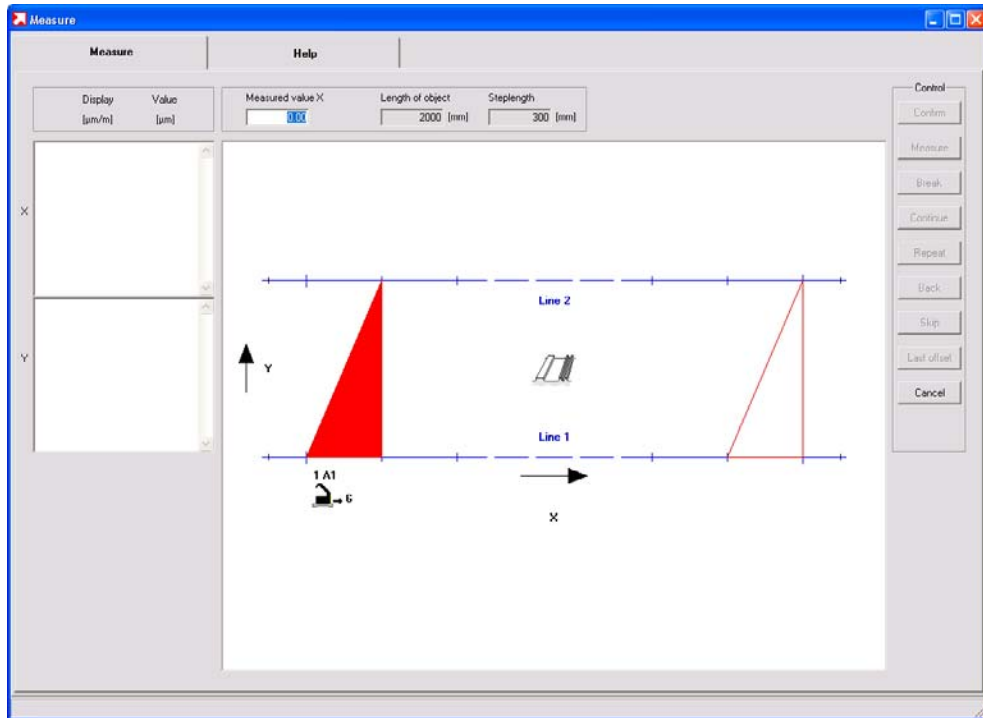 Measure
Measure
Help
Display
Value
[µm/m]
[µm]
Measured value X
0.00
Length of object
2000 [mm]
Steplength
300 [mm]
Control
Confirm
Measure
Break
Continue
Repeat
Back
Skip
Last offset
Cancel
X
Y
Line 2
Y
Line 1
1 A1
6
X